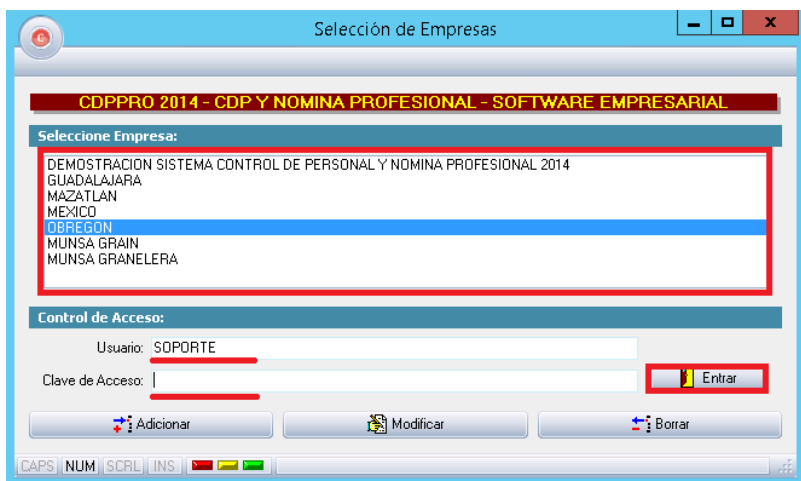 Selección de Empresas
CDPPRO 2014 - CDP Y NOMINA PROFESIONAL - SOFTWARE EMPRESARIAL
Seleccione Empresa:
DEMOSTRACION SISTEMA CONTROL DE PERSONAL Y NOMINA PROFESIONAL 2014
GUADALAJARA
MAZATLAN
MEXICO
OBREGON
MUNSA GRAIN
MUNSA GRANELERA
Control de Acceso:
Usuario: SOPORTE
Clave de Acceso:
Entrar
Adicionar Modificar Borrar
CAPS NUM SCRL INS